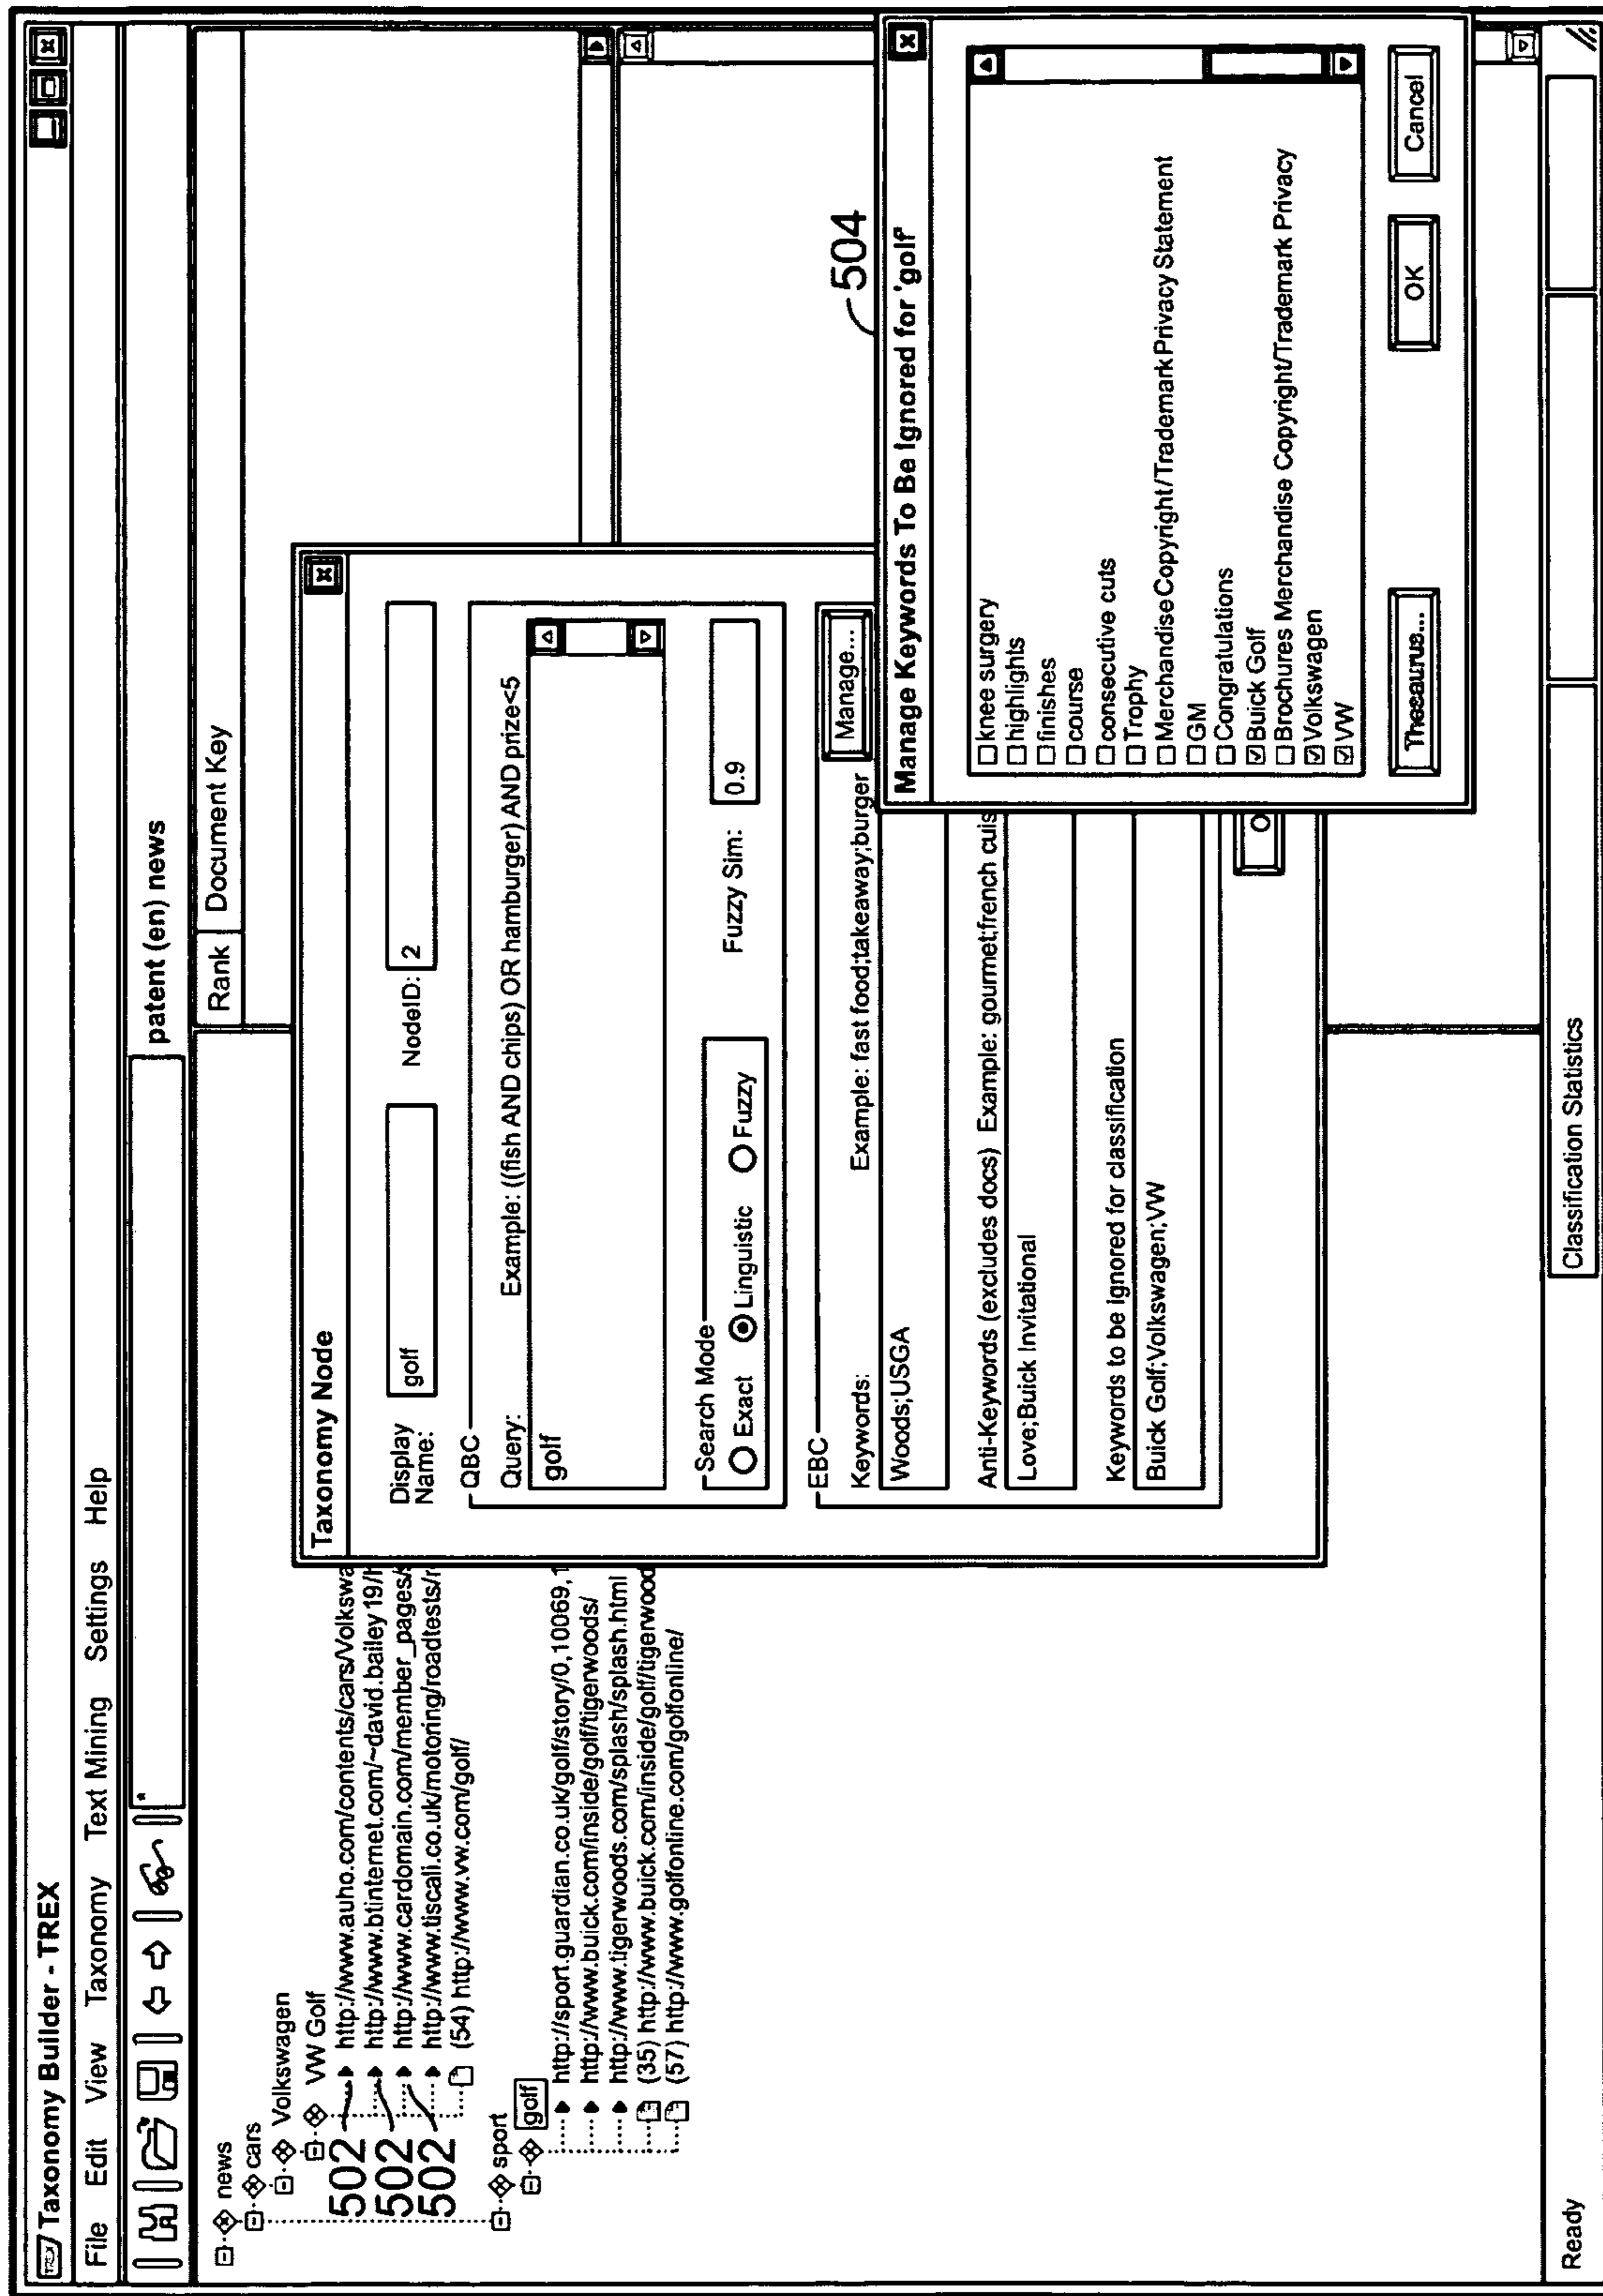 Taxonomy Builder - TREX
File Edit View Taxonomy Text Mining Settings Help
*
patent (en) news
news
cars
Volkswagen
VW Golf
502
http://www.auho.com/contents/cars/Volkswa
502
http://www.btinternet.com/~david.bailey19/
502
http://www.cardomain.com/member_pages/
http://www.tiscali.co.uk/motoring/roadtests/
(54) http://www.vw.com/golf/
sport
golf
http://sport.guardian.co.uk/golf/story/0,10069,1
http://www.buick.com/inside/golf/tigerwoods/
http://www.tigerwoods.com/splash/splash.html
(35) http://www.buick.com/inside/golf/tigerwood
(57) http://www.golfonline.com/golfonline/
Rank Document Key
Taxonomy Node
Display Name: golf NodeID: 2
QBC
Query: Example: ((fish AND chips) OR hamburger) AND prize<5
golf
Search Mode
Exact Linguistic Fuzzy Fuzzy Sim: 0.9
EBC
Keywords: Example: fast food;takeaway;burger Manage...
Woods;USGA
Anti-Keywords (excludes docs) Example: gourmet;french cuis
Love;Buick Invitational
Keywords to be ignored for classification
Buick Golf;Volkswagen;VW
O
504
Manage Keywords To Be Ignored for 'golf'
knee surgery
highlights
finishes
course
consecutive cuts
Trophy
Merchandise Copyright/Trademark Privacy Statement
GM
Congratulations
Buick Golf
Brochures Merchandise Copyright/Trademark Privacy
Volkswagen
VW
Thesaurus... OK Cancel
Ready Classification Statistics